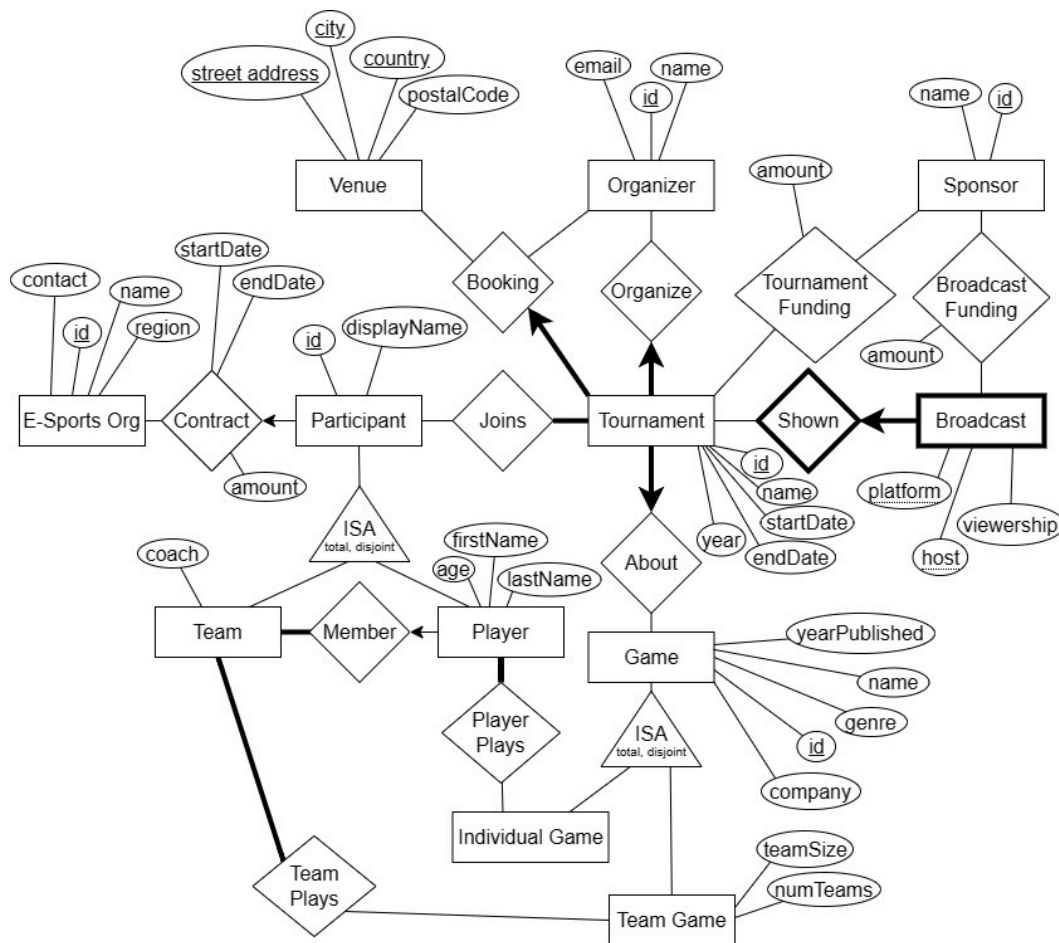 city
street address
country
postalCode
email
name
id
name
id
Venue
Organizer
amount
Sponsor
startDate
endDate
contact
name
id
region
Booking
Organize
Tournament
Funding
Broadcast
Funding
amount
displayName
id
E-Sports Org
Contract
Participant
Joins
Tournament
Shown
Broadcast
amount
id
name
startDate
endDate
year
platform
viewership
host
ISA
total, disjoint
coach
firstName
age
lastName
About
Team
Member
Player
Game
yearPublished
name
genre
id
company
Player
Plays
ISA
total, disjoint
Individual Game
Team
Plays
teamSize
numTeams
Team Game